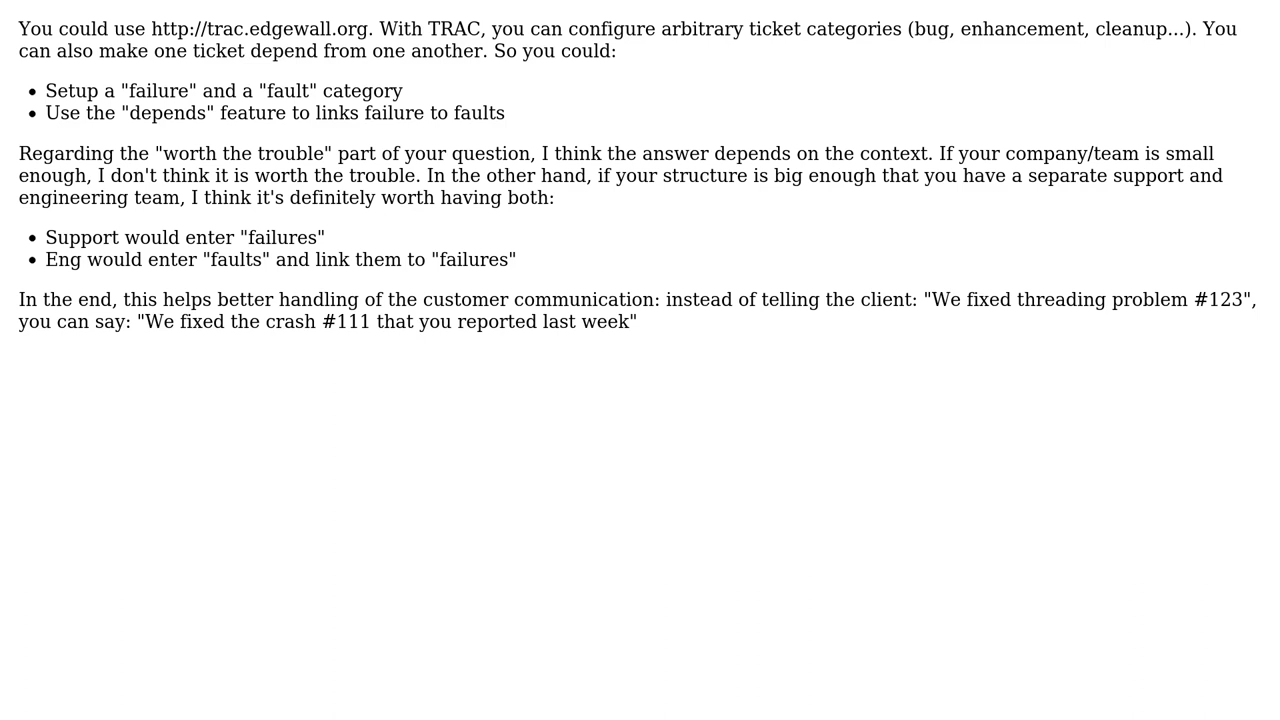 You could use http://trac.edgewall.org. With TRAC, you can configure arbitrary ticket categories (bug, enhancement, cleanup...). You
can also make one ticket depend from one another. So you could:
• Setup a "failure" and a "fault" category
• Use the "depends" feature to links failure to faults
Regarding the "worth the trouble" part of your question, I think the answer depends on the context. If your company/team is small
enough, I don't think it is worth the trouble. In the other hand, if your structure is big enough that you have a separate support and
engineering team, I think it's definitely worth having both:
• Support would enter "failures"
• Eng would enter "faults" and link them to "failures"
In the end, this helps better handling of the customer communication: instead of telling the client: "We fixed threading problem #123",
you can say: "We fixed the crash #111 that you reported last week"